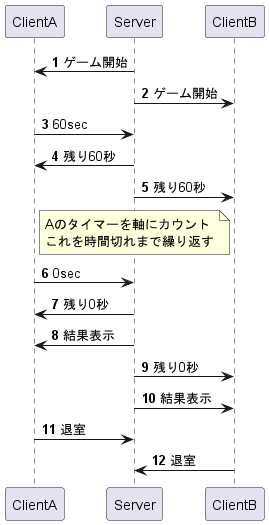 ClientA Server ClientB
1 ゲーム開始
2 ゲーム開始
3 60sec
4 残り60秒
5 残り60秒
Aのタイマーを軸にカウント
これを時間切れまで繰り返す
6 0sec
7 残り0秒
8 結果表示
9 残り0秒
10 結果表示
11 退室
12 退室
ClientA Server ClientB